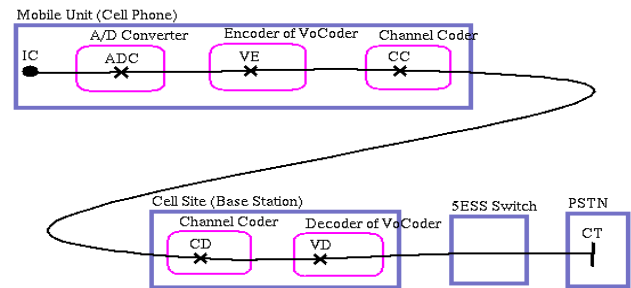 Mobile Unit (Cell Phone)
A/D Converter
Encoder of VoCoder
Channel Coder
IC
ADC
VE
CC
Cell Site (Base Station)
5ESS Switch
PSTN
Channel Coder
Decoder of VoCoder
CD
VD
CT